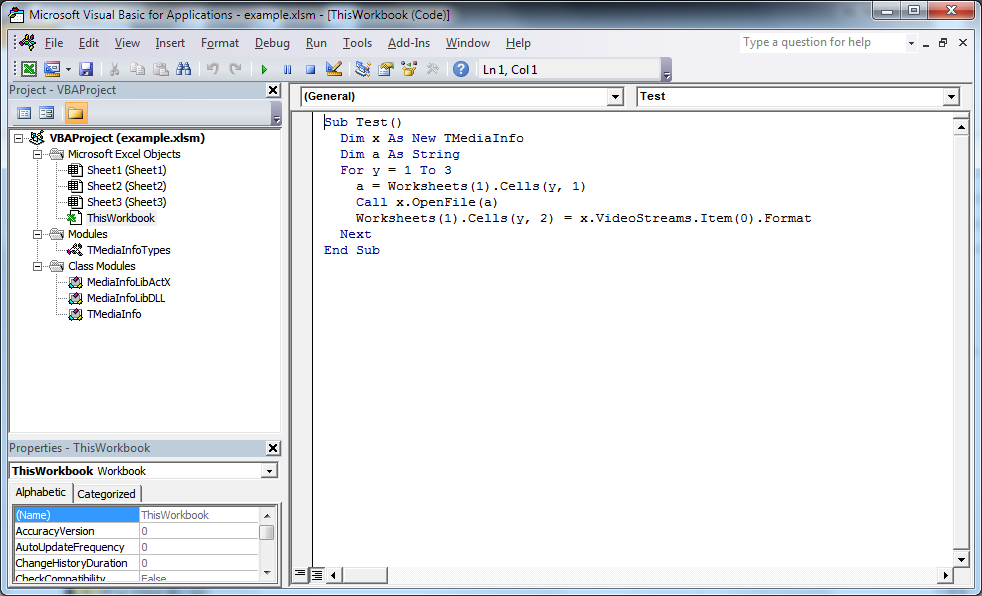 Microsoft Visual Basic for Applications - example.xlsm - [ThisWorkbook (Code)]
File Edit View Insert Format Debug Run Tools Add-Ins Window Help
Type a question for help
Ln 1, Col 1
Project - VBAProject
VBAProject (example.xlsm)
Microsoft Excel Objects
Sheet1 (Sheet1)
Sheet2 (Sheet2)
Sheet3 (Sheet3)
ThisWorkbook
Modules
TMediaInfoTypes
Class Modules
MediaInfoLibActX
MediaInfoLibDLL
TMediaInfo
Properties - ThisWorkbook
ThisWorkbook Workbook
Alphabetic Categorized
(Name) ThisWorkbook
AccuracyVersion 0
AutoUpdateFrequency 0
ChangeHistoryDuration 0
CheckCompatibility False
(General) Test
Sub Test()
Dim x As New TMediaInfo
Dim a As String
For y = 1 To 3
a = Worksheets(1).Cells(y, 1)
Call x.OpenFile(a)
Worksheets(1).Cells(y, 2) = x.VideoStreams.Item(0).Format
Next
End Sub